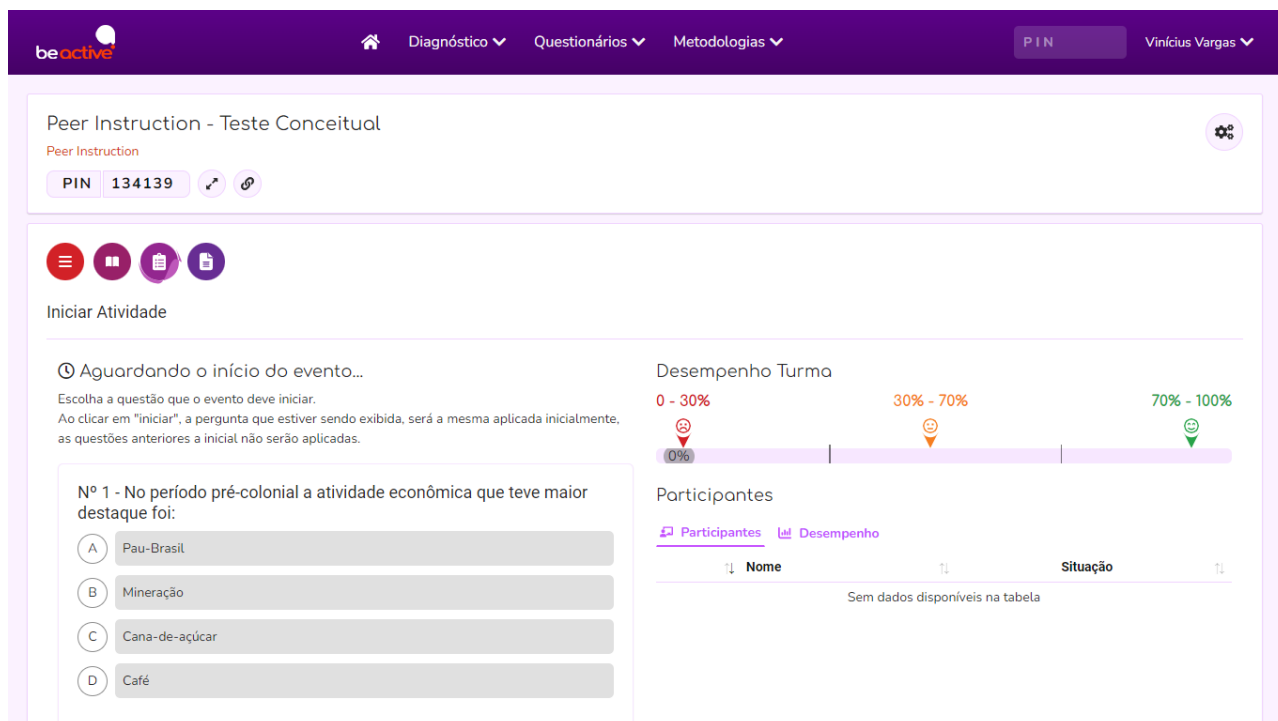 beactive
Diagnóstico
Questionários
Metodologias
PIN
Vinícius Vargas
Peer Instruction - Teste Conceitual
Peer Instruction
PIN 134139
Iniciar Atividade
Aguardando o início do evento...
Escolha a questão que o evento deve iniciar.
Ao clicar em "iniciar", a pergunta que estiver sendo exibida, será a mesma aplicada inicialmente,
as questões anteriores a inicial não serão aplicadas.
Nº 1 - No período pré-colonial a atividade econômica que teve maior
destaque foi:
A Pau-Brasil
B Mineração
C Cana-de-açúcar
D Café
Desempenho Turma
0 - 30% 30% - 70% 70% - 100%
0%
Participantes
Participantes Desempenho
Nome Situação
Sem dados disponíveis na tabela